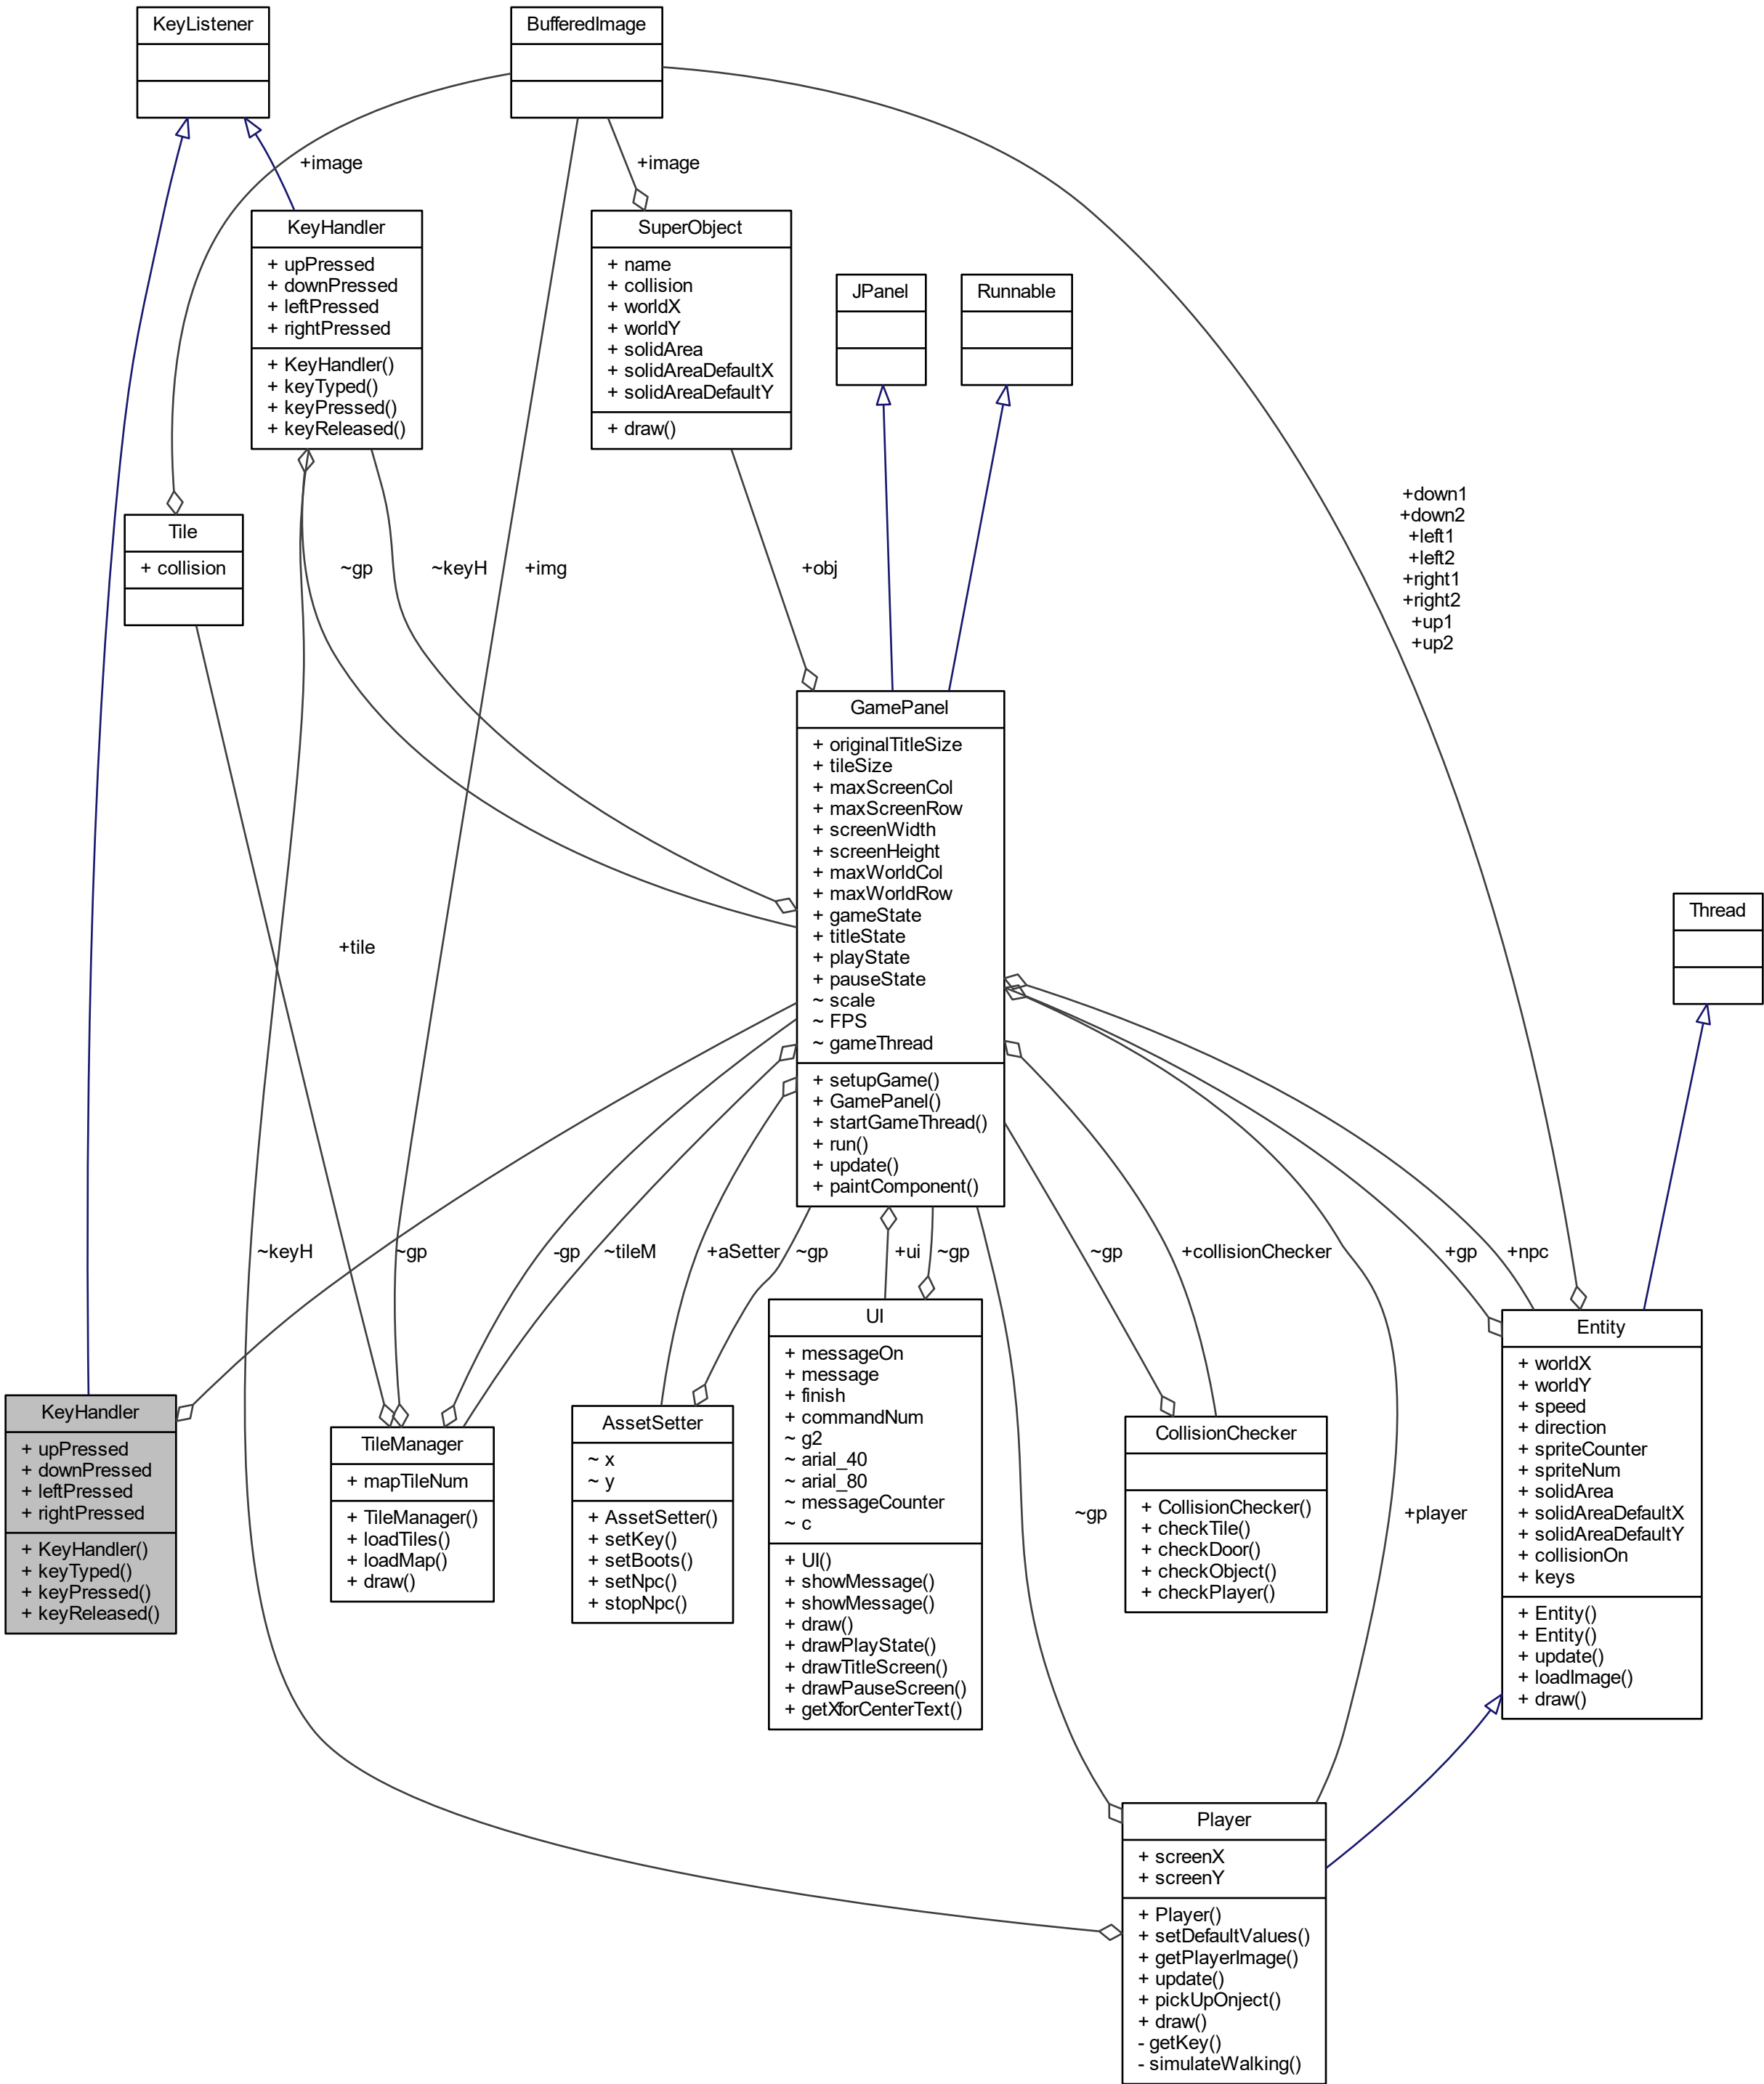 KeyListener
BufferedImage
+image
+image
KeyHandler
+ upPressed
+ downPressed
+ leftPressed
+ rightPressed
+ KeyHandler()
+ keyTyped()
+ keyPressed()
+ keyReleased()
SuperObject
+ name
+ collision
+ worldX
+ worldY
+ solidArea
+ solidAreaDefaultX
+ solidAreaDefaultY
+ draw()
JPanel
Runnable
+down1
+down2
+left1
+left2
+right1
+right2
+up1
+up2
Tile
+ collision
~gp
~keyH
+img
+obj
GamePanel
+ originalTitleSize
+ tileSize
+ maxScreenCol
+ maxScreenRow
+ screenWidth
+ screenHeight
+ maxWorldCol
+ maxWorldRow
+ gameState
+ titleState
+ playState
+ pauseState
~ scale
~ FPS
~ gameThread
+ setupGame()
+ GamePanel()
+ startGameThread()
+ run()
+ update()
+ paintComponent()
Thread
+tile
~keyH
~gp
-gp
~tileM
+aSetter
~gp
+ui
~gp
~gp
+collisionChecker
+gp
+npc
KeyHandler
+ upPressed
+ downPressed
+ leftPressed
+ rightPressed
+ KeyHandler()
+ keyTyped()
+ keyPressed()
+ keyReleased()
TileManager
+ mapTileNum
+ TileManager()
+ loadTiles()
+ loadMap()
+ draw()
AssetSetter
~ x
~ y
+ AssetSetter()
+ setKey()
+ setBoots()
+ setNpc()
+ stopNpc()
UI
+ messageOn
+ message
+ finish
+ commandNum
~ g2
~ arial_40
~ arial_80
~ messageCounter
~ c
+ UI()
+ showMessage()
+ showMessage()
+ draw()
+ drawPlayState()
+ drawTitleScreen()
+ drawPauseScreen()
+ getXforCenterText()
~gp
CollisionChecker
+ CollisionChecker()
+ checkTile()
+ checkDoor()
+ checkObject()
+ checkPlayer()
+player
Entity
+ worldX
+ worldY
+ speed
+ direction
+ spriteCounter
+ spriteNum
+ solidArea
+ solidAreaDefaultX
+ solidAreaDefaultY
+ collisionOn
+ keys
+ Entity()
+ Entity()
+ update()
+ loadImage()
+ draw()
Player
+ screenX
+ screenY
+ Player()
+ setDefaultValues()
+ getPlayerImage()
+ update()
+ pickUpOnject()
+ draw()
- getKey()
- simulateWalking()